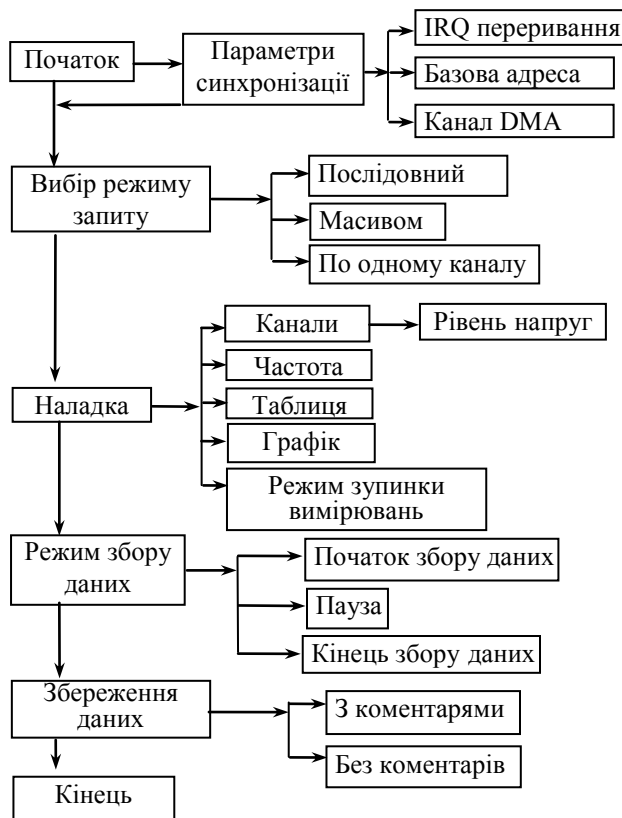 Початок
Параметри
синхронізації
IRQ переривання
Базова адреса
Канал DMA
Вибір режиму
запиту
Послідовний
Масивом
По одному каналу
Наладка
Канали
Рівень напруг
Частота
Таблиця
Графік
Режим зупинки
вимірювань
Режим збору
даних
Початок збору даних
Пауза
Кінець збору даних
Збереження
даних
З коментарями
Без коментарів
Кінець